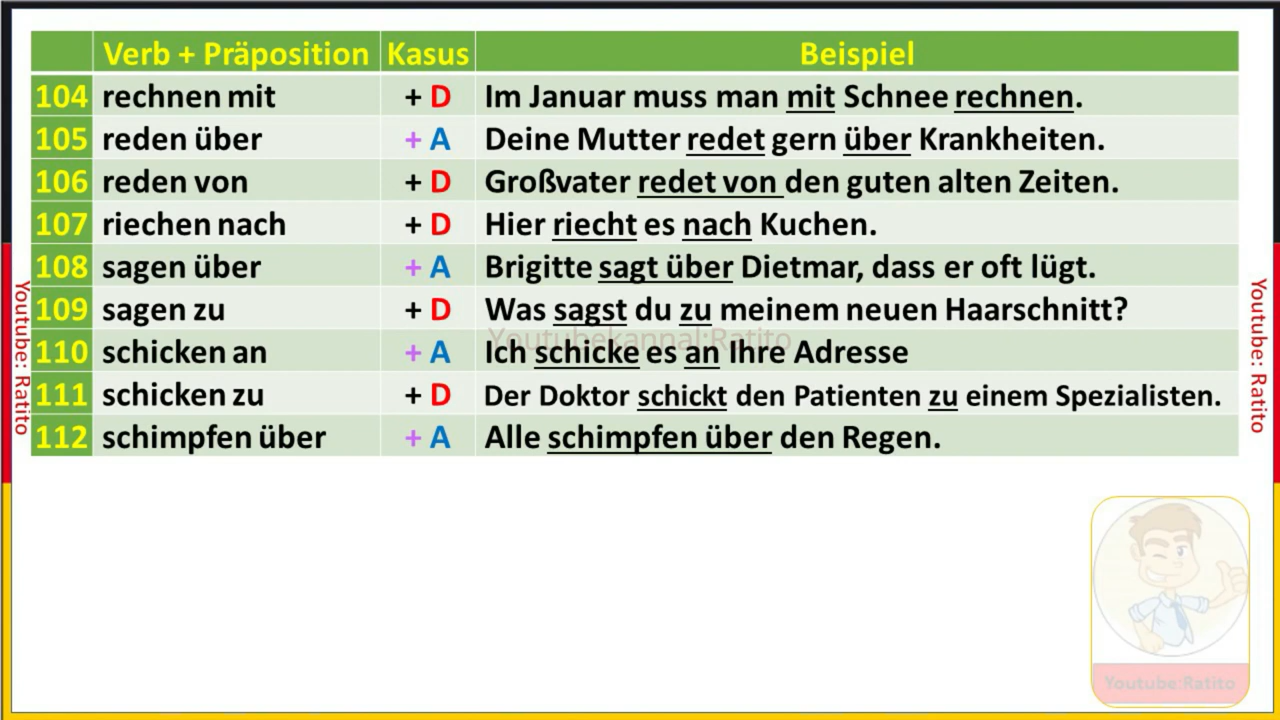 Verb + Präposition Kasus Beispiel
104 rechnen mit + D Im Januar muss man mit Schnee rechnen.
105 reden über + A Deine Mutter redet gern über Krankheiten.
106 reden von + D Großvater redet von den guten alten Zeiten.
107 riechen nach + D Hier riecht es nach Kuchen.
108 sagen über + A Brigitte sagt über Dietmar, dass er oft lügt.
109 sagen zu + D Was sagst du zu meinem neuen Haarschnitt?
Youtubekannal:Ratito
110 schicken an + A Ich schicke es an Ihre Adresse
111 schicken zu + D Der Doktor schickt den Patienten zu einem Spezialisten.
112 schimpfen über + A Alle schimpfen über den Regen.
Youtube: Ratito
Youtube: Ratito
Youtube:Ratito